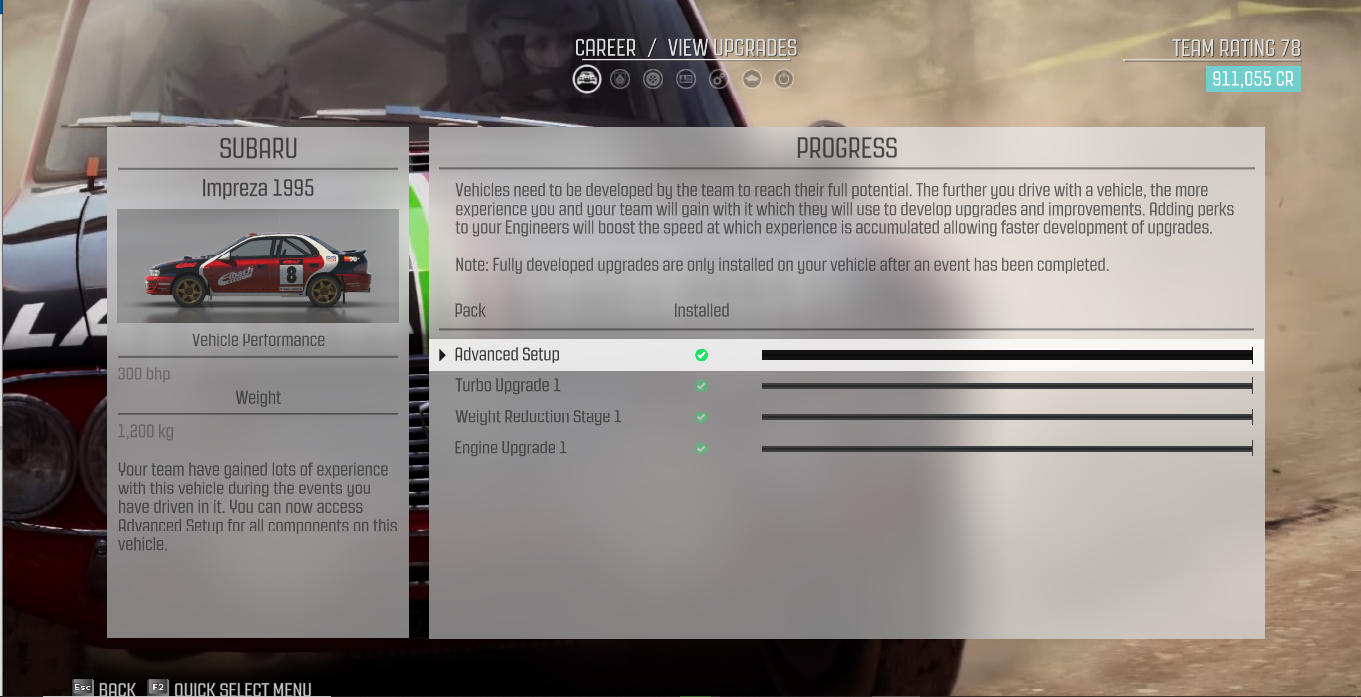 CAREER / VIEW UPGRADES
TEAM RATING 78
911,055 CR
SUBARU
Impreza 1995
Eibach
8
Vehicle Performance
300 bhp
Weight
1,200 kg
Your team have gained lots of experience
with this vehicle during the events you
have driven in it. You can now access
Advanced Setup for all components on this
vehicle.
PROGRESS
Vehicles need to be developed by the team to reach their full potential. The further you drive with a vehicle, the more
experience you and your team will gain with it which they will use to develop upgrades and improvements. Adding perks
to your Engineers will boost the speed at which experience is accumulated allowing faster development of upgrades.
Note: Fully developed upgrades are only installed on your vehicle after an event has been completed.
Pack Installed
Advanced Setup
Turbo Upgrade 1
Weight Reduction Stage 1
Engine Upgrade 1
Esc BACK F2 QUICK SELECT MENU